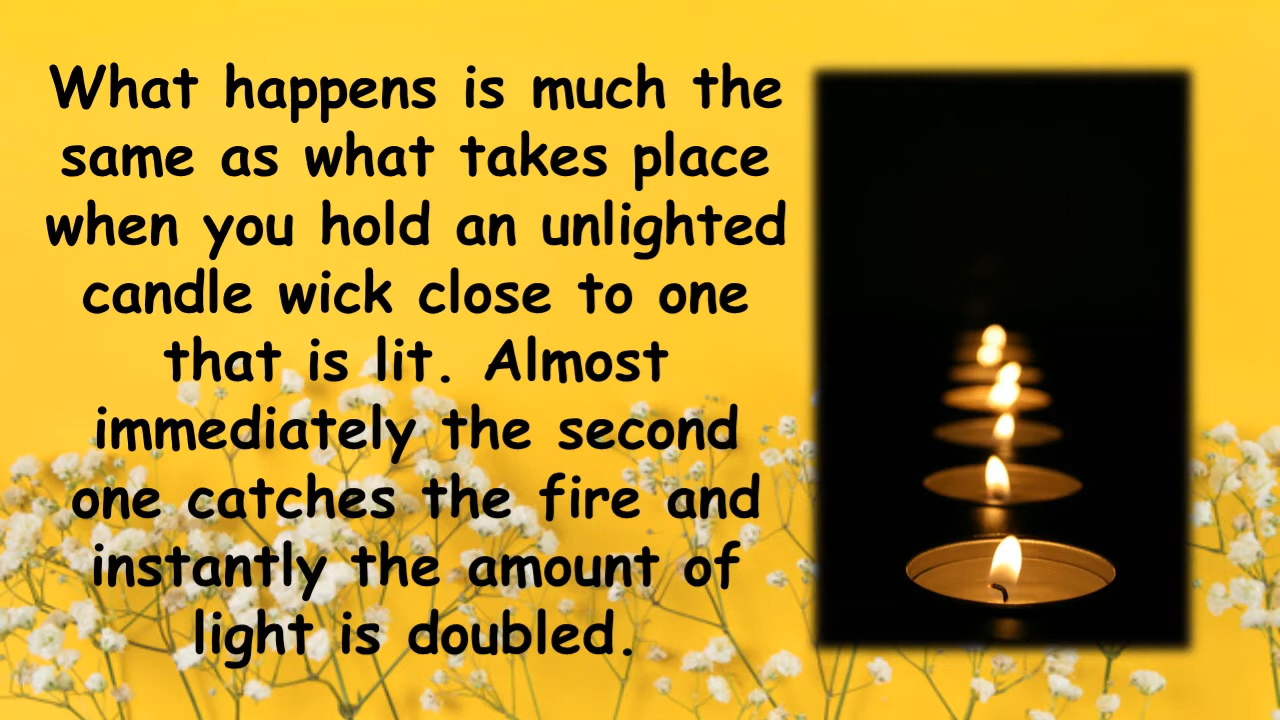 What happens is much the
same as what takes place
when you hold an unlighted
candle wick close to one
that is lit. Almost
immediately the second
one catches the fire and
instantly the amount of
light is doubled.